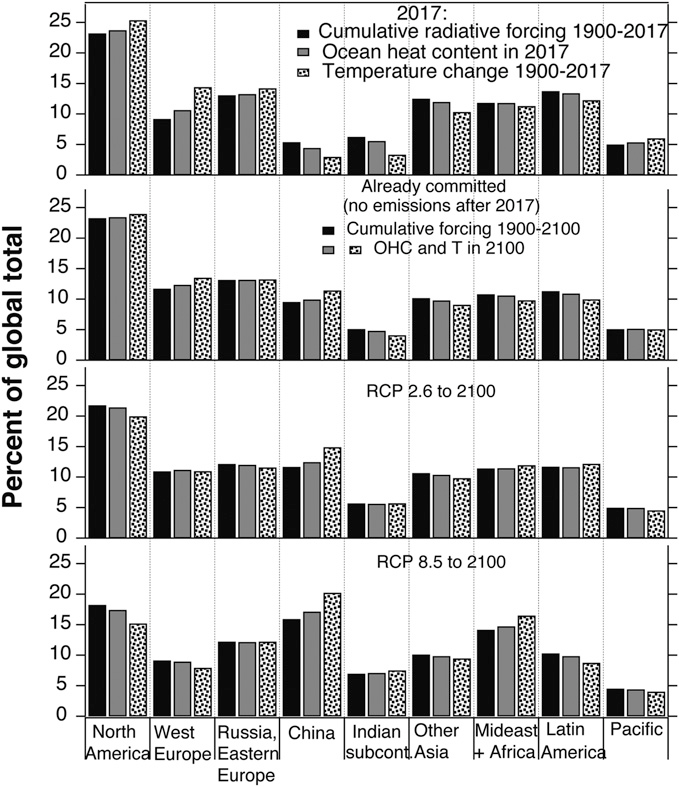 Percent of global total
2017:
Cumulative radiative forcing 1900-2017
Ocean heat content in 2017
Temperature change 1900-2017
25
20
15
10
5
0
Already committed
(no emissions after 2017)
Cumulative forcing 1900-2100
OHC and T in 2100
25
20
15
10
5
0
RCP 2.6 to 2100
25
20
15
10
5
0
RCP 8.5 to 2100
25
20
15
10
5
0
North
America
West
Europe
Russia,
Eastern
Europe
China
Indian
subcont.
Other
Asia
Mideast
+ Africa
Latin
America
Pacific